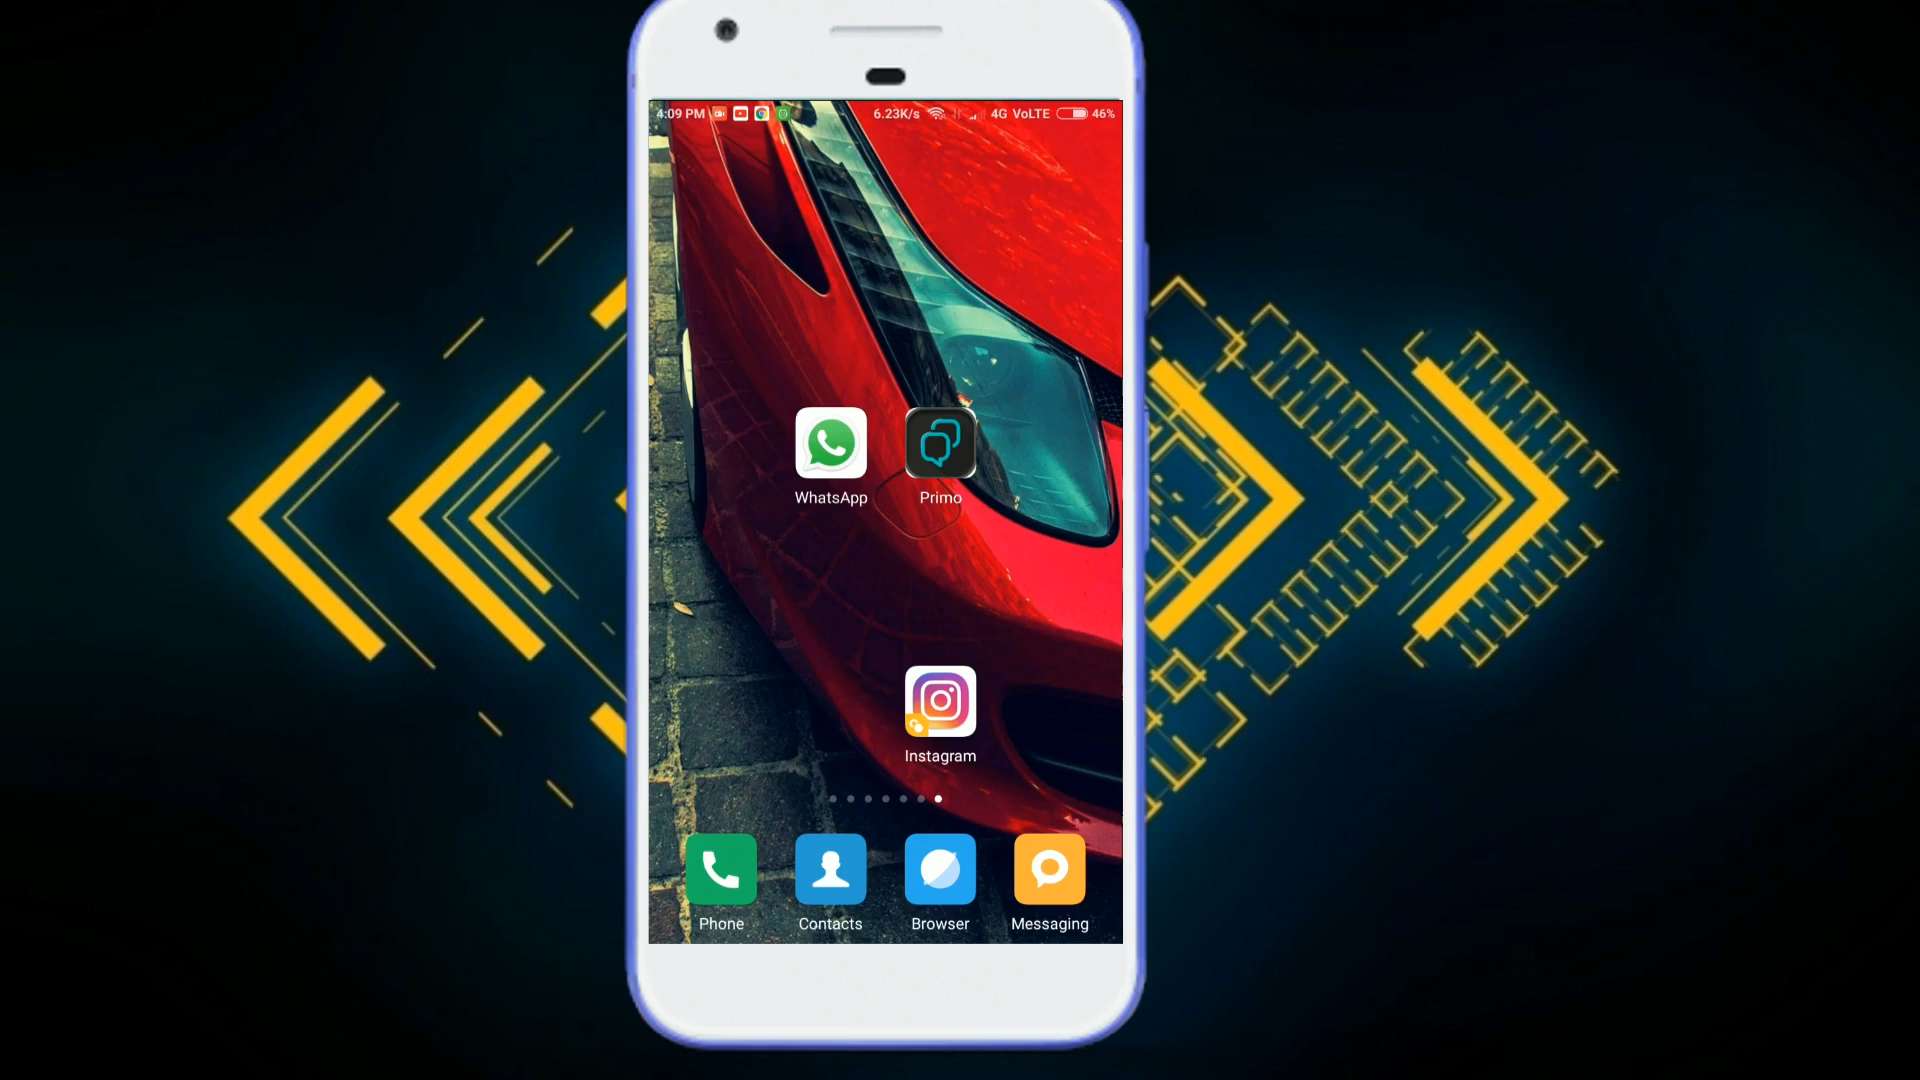 4:09 PM 6.23K/s 4G VoLTE 46%
WhatsApp Primo
Instagram
Phone Contacts Browser Messaging